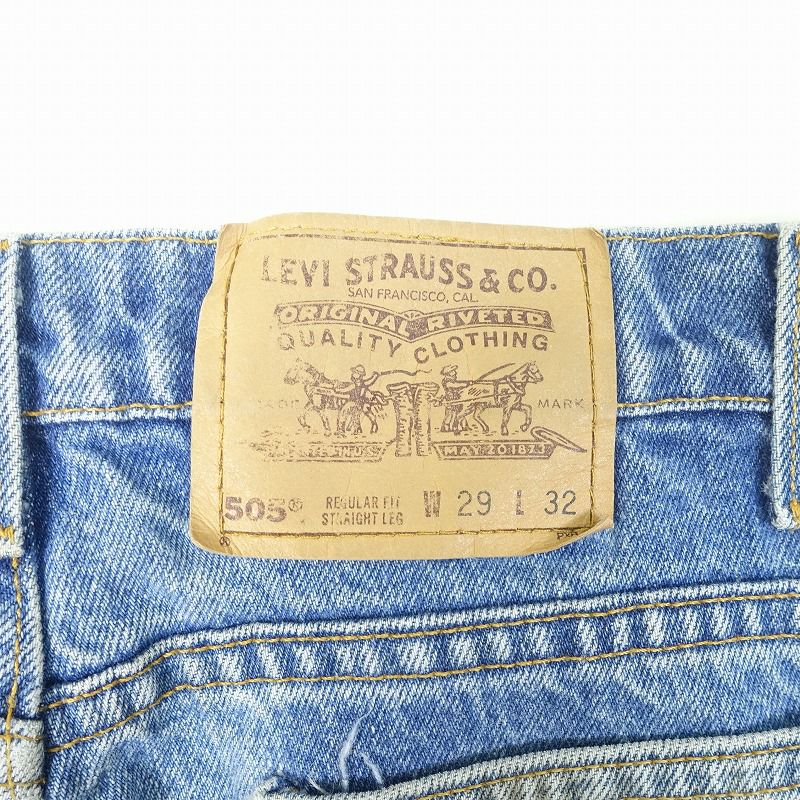 LEVI STRAUSS & CO.
SAN FRANCISCO, CAL.
ORIGINAL RIVETED
QUALITY CLOTHING
MARK
MAY 20 1873
505® REGULAR FIT STRAIGHT LEG W 29 L 32
®